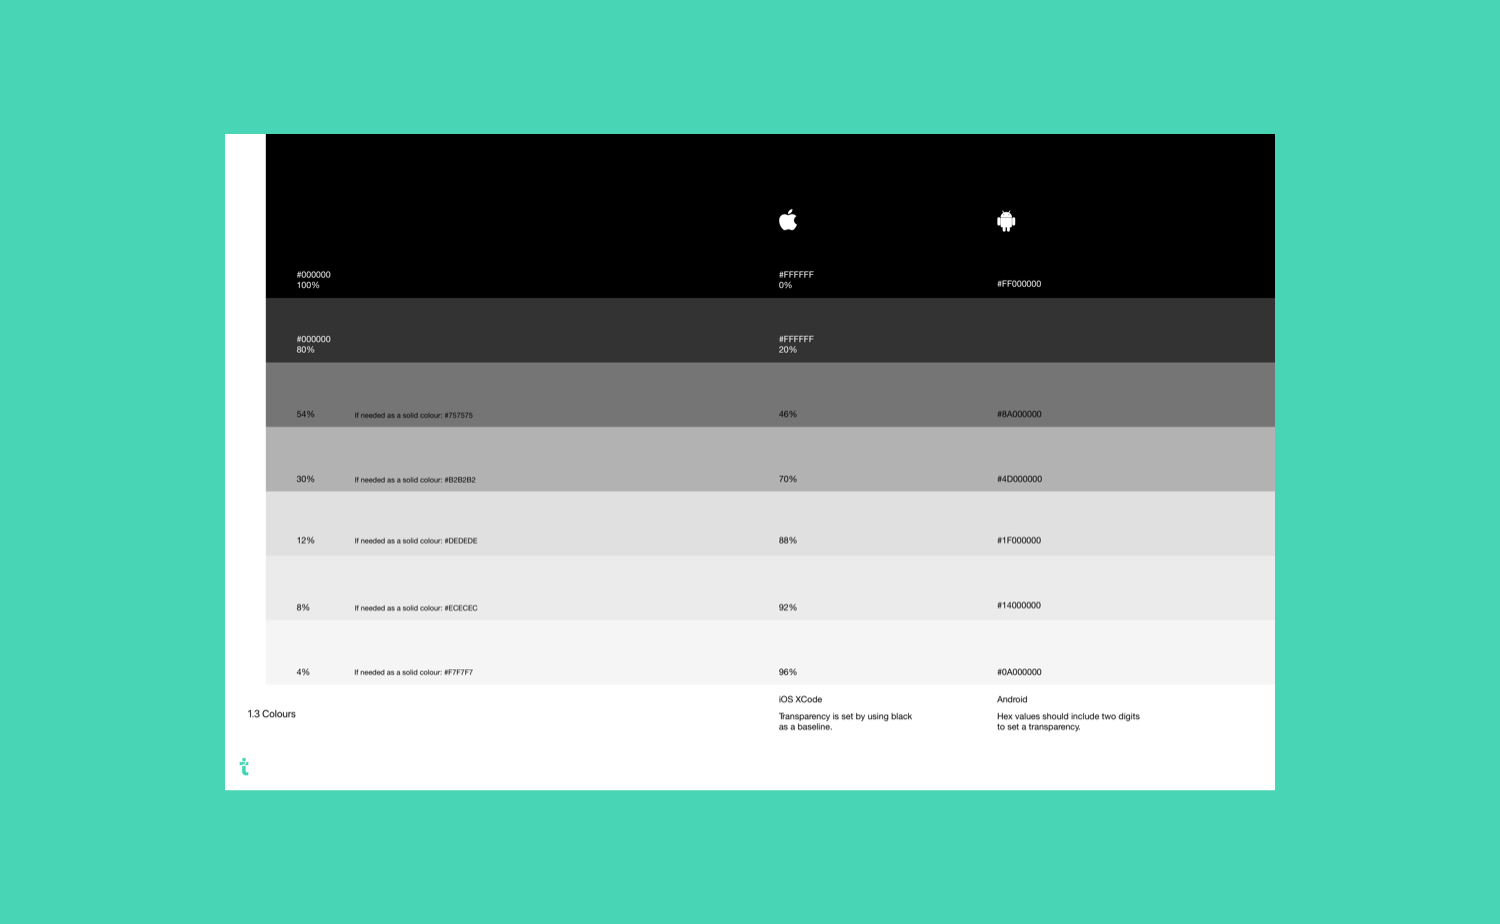 #000000
100%
#FFFFFF
0%
#FF000000
#000000
80%
#FFFFFF
20%
54%
If needed as a solid colour: #757575
46%
#8A000000
30%
If needed as a solid colour: #B2B2B2
70%
#4D000000
12%
If needed as a solid colour: #DEDEDE
88%
#1F000000
8%
If needed as a solid colour: #ECECEC
92%
#14000000
4%
If needed as a solid colour: #F7F7F7
96%
#0A000000
1.3 Colours
iOS XCode
Transparency is set by using black
as a baseline.
Android
Hex values should include two digits
to set a transparency.
t